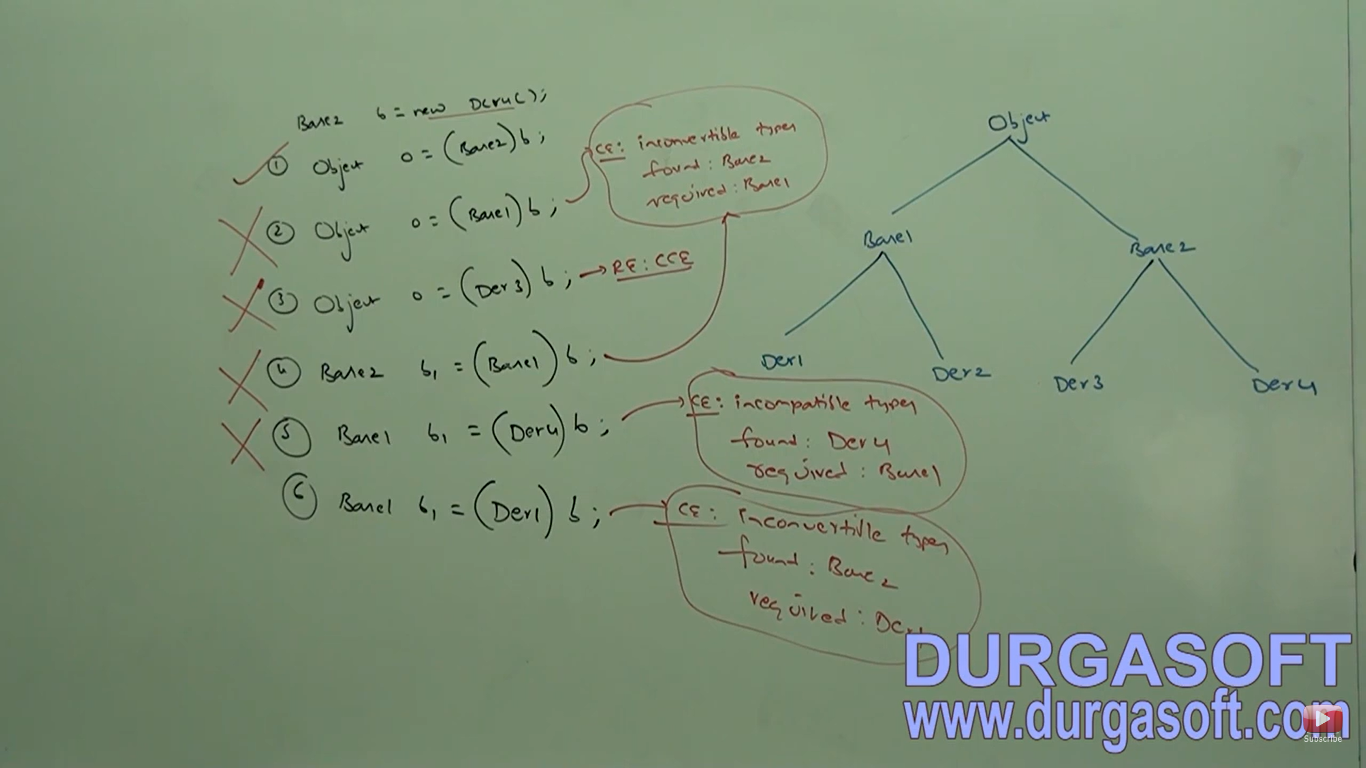 Base2 b = new Der4();
① Object o = (Base2) b;
② Object o = (Base1) b;
CE: inconvertible types
found: Base2
required: Base1
③ Object o = (Der3) b; → RE: CCE
④ Base2 b1 = (Base1) b;
⑤ Base1 b1 = (Der4) b;
CE: incompatible types
found: Der4
required: Base1
⑥ Base1 b1 = (Der1) b;
CE: inconvertible types
found: Base2
required:
Object
Base1 Base2
Der1 Der2 Der3 Der4
DURGASOFT
www.durgasoft.com
Subscribe